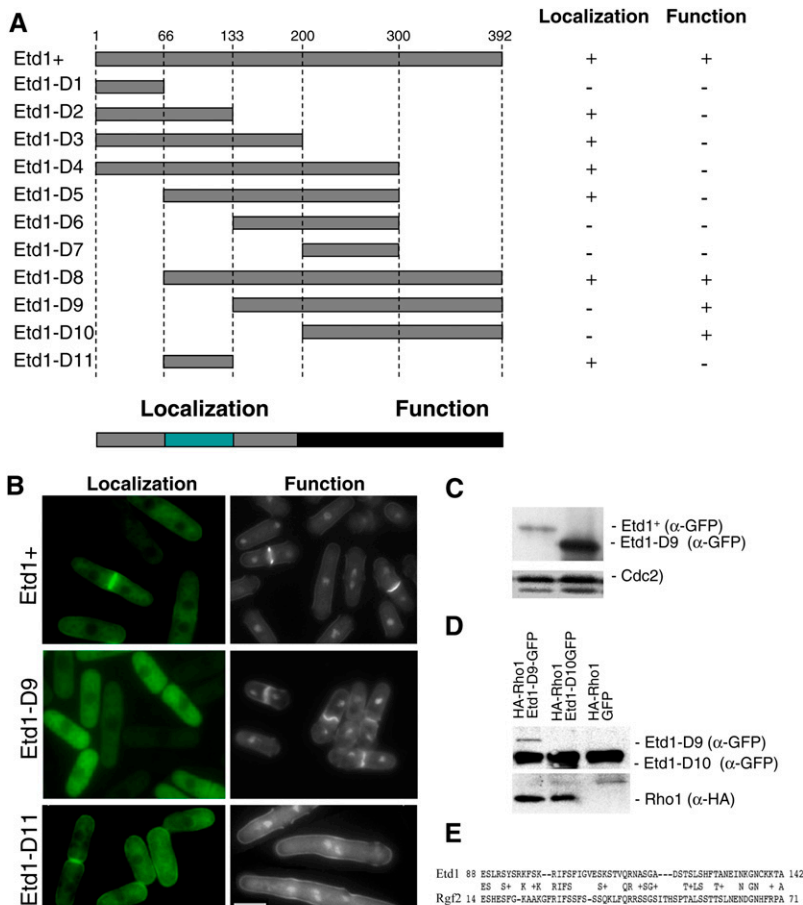 A
Localization Function
1 66 133 200 300 392
Etd1+ + +
Etd1-D1 - -
Etd1-D2 + -
Etd1-D3 + -
Etd1-D4 + -
Etd1-D5 + -
Etd1-D6 - -
Etd1-D7 - -
Etd1-D8 + +
Etd1-D9 - +
Etd1-D10 - +
Etd1-D11 + -
Localization Function
B
Localization Function
Etd1+
Etd1-D9
Etd1-D11
C
- Etd1+ (α-GFP)
- Etd1-D9 (α-GFP)
- Cdc2)
D
HA-Rho1
Etd1-D9-GFP
HA-Rho1
Etd1-D10GFP
HA-Rho1
GFP
- Etd1-D9 (α-GFP)
- Etd1-D10 (α-GFP)
- Rho1 (α-HA)
E
Etd1 88 ESLRSYSRKFSK--RIFSFIGVESKSTVQRNASGA--DSTSLSHFTANEINKGNCKKTA 142
ES S+ K +K RIFS S+ QR +SG+ T+LS T+ N GN + A
Rgf2 14 ESHESFG-KAAKGFRIFSSFS-SSQKLFQRRSSGSITHSPTALSSTTSLNENDGNHFRPA 71